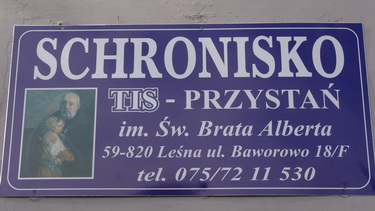 SCHRONISKO
TIS - PRZYSTAŃ
im. Św. Brata Alberta
59-820 Leśna ul. Baworowo 18/F
tel. 075/72 11 530